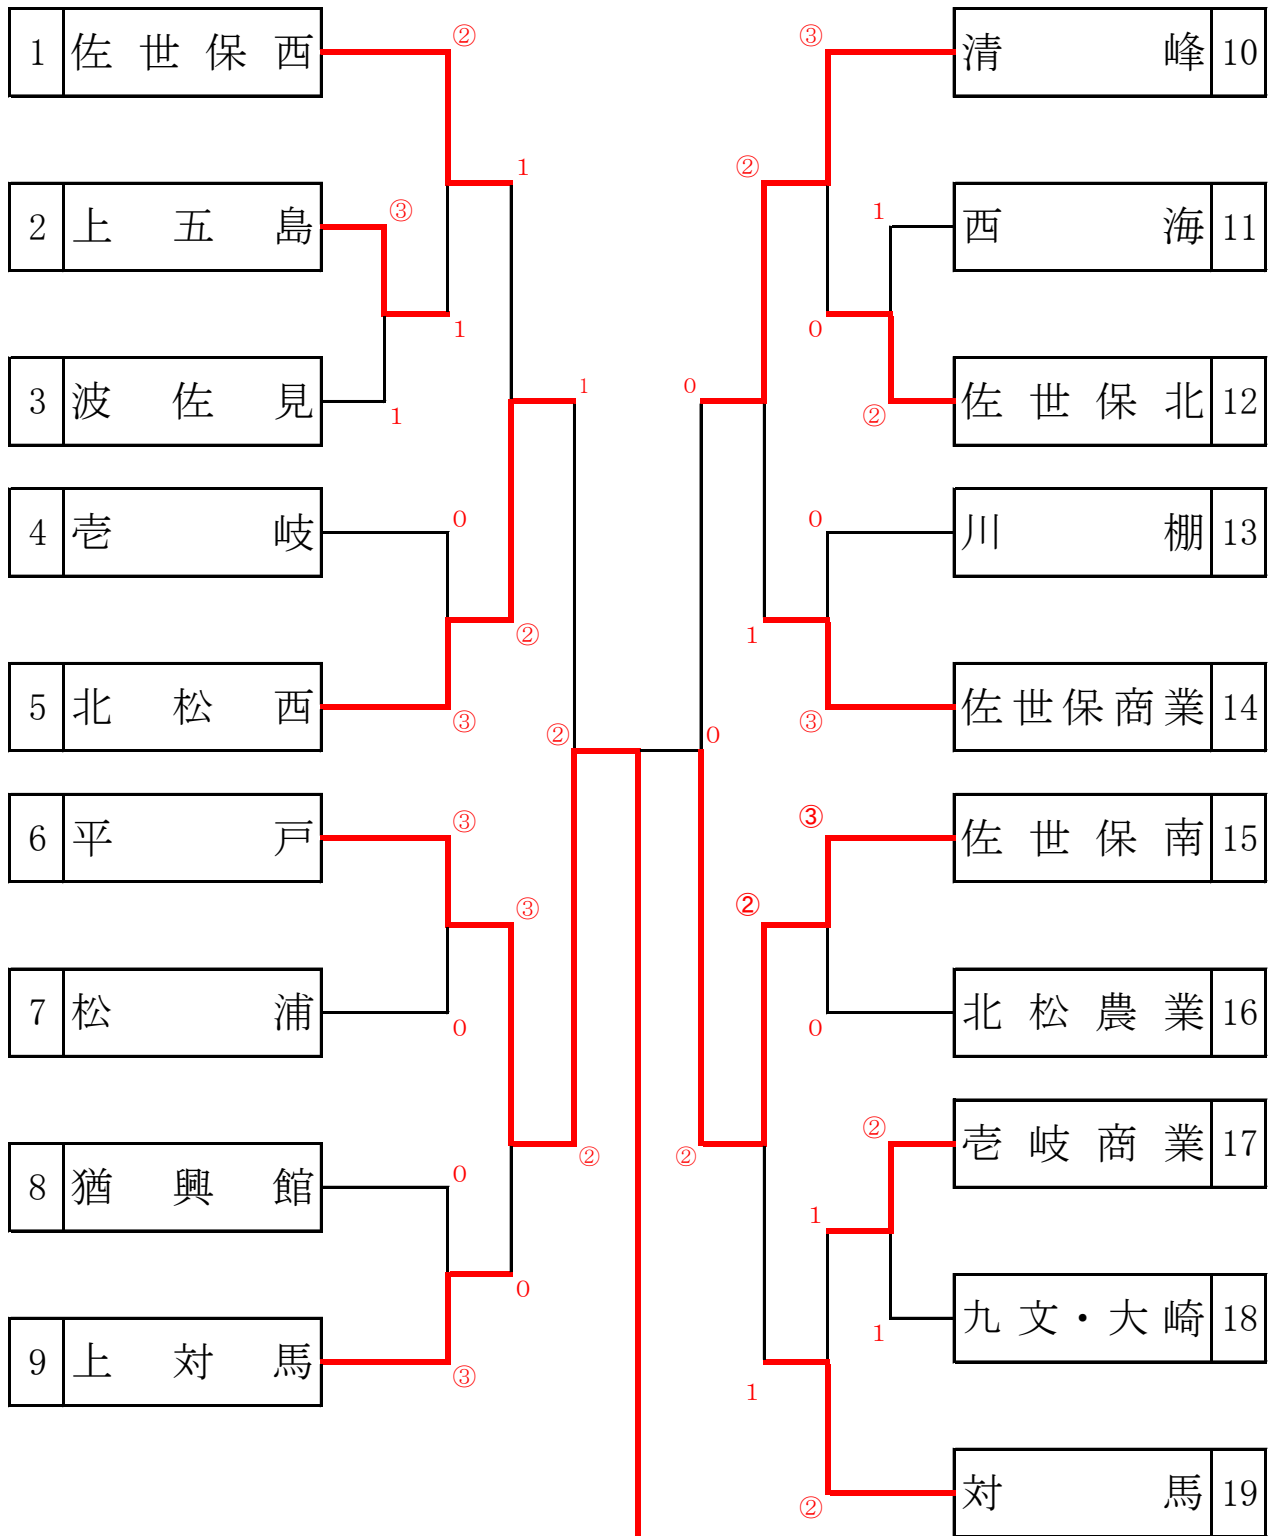 1 佐世保西
②
1
2 上五島
③
1
3 波佐見
1
1
4 壱岐
0
②
5 北松西
③
②
6 平戸
③
③
7 松浦
0
②
8 猶興館
0
0
9 上対馬
③
③
清峰 10
②
1
西海 11
0
0
②
佐世保北 12
0
川棚 13
1
③
佐世保商業 14
0
③
佐世保南 15
②
0
北松農業 16
②
②
壱岐商業 17
1
1
九文・大崎 18
1
②
対馬 19